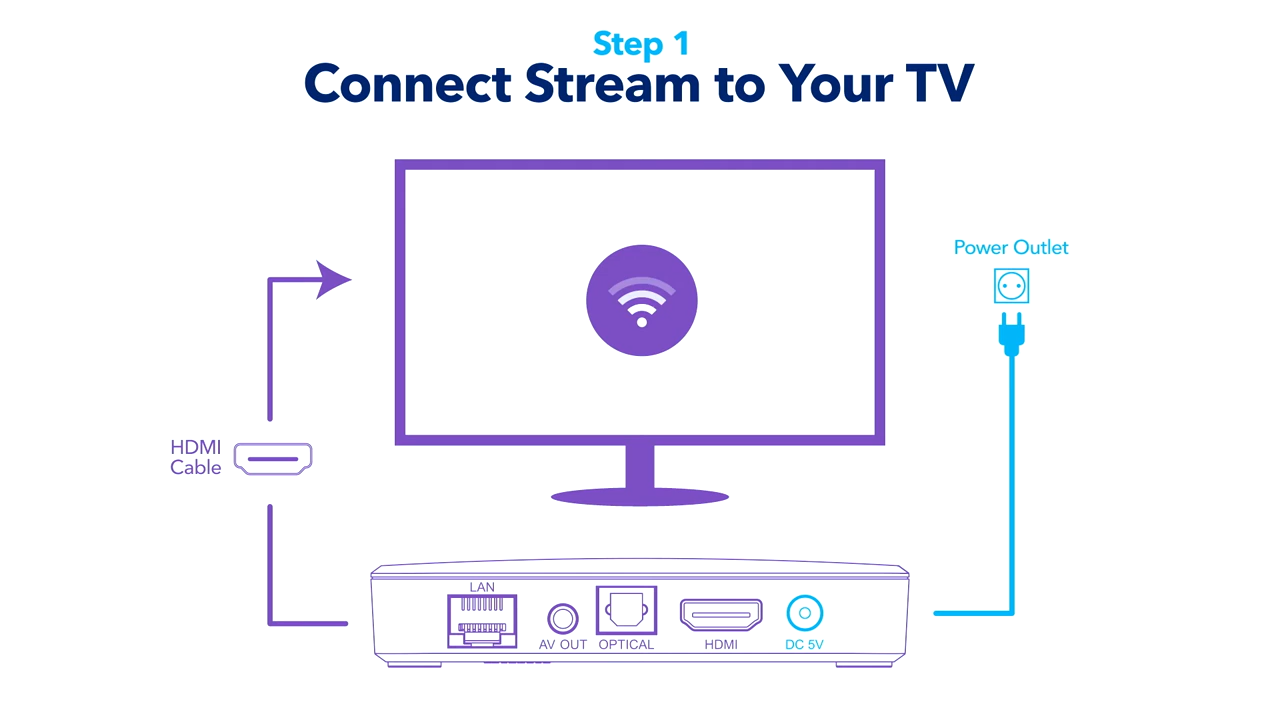 Step 1
Connect Stream to Your TV
Power Outlet
HDMI
Cable
LAN
AV OUT
OPTICAL
HDMI
DC 5V